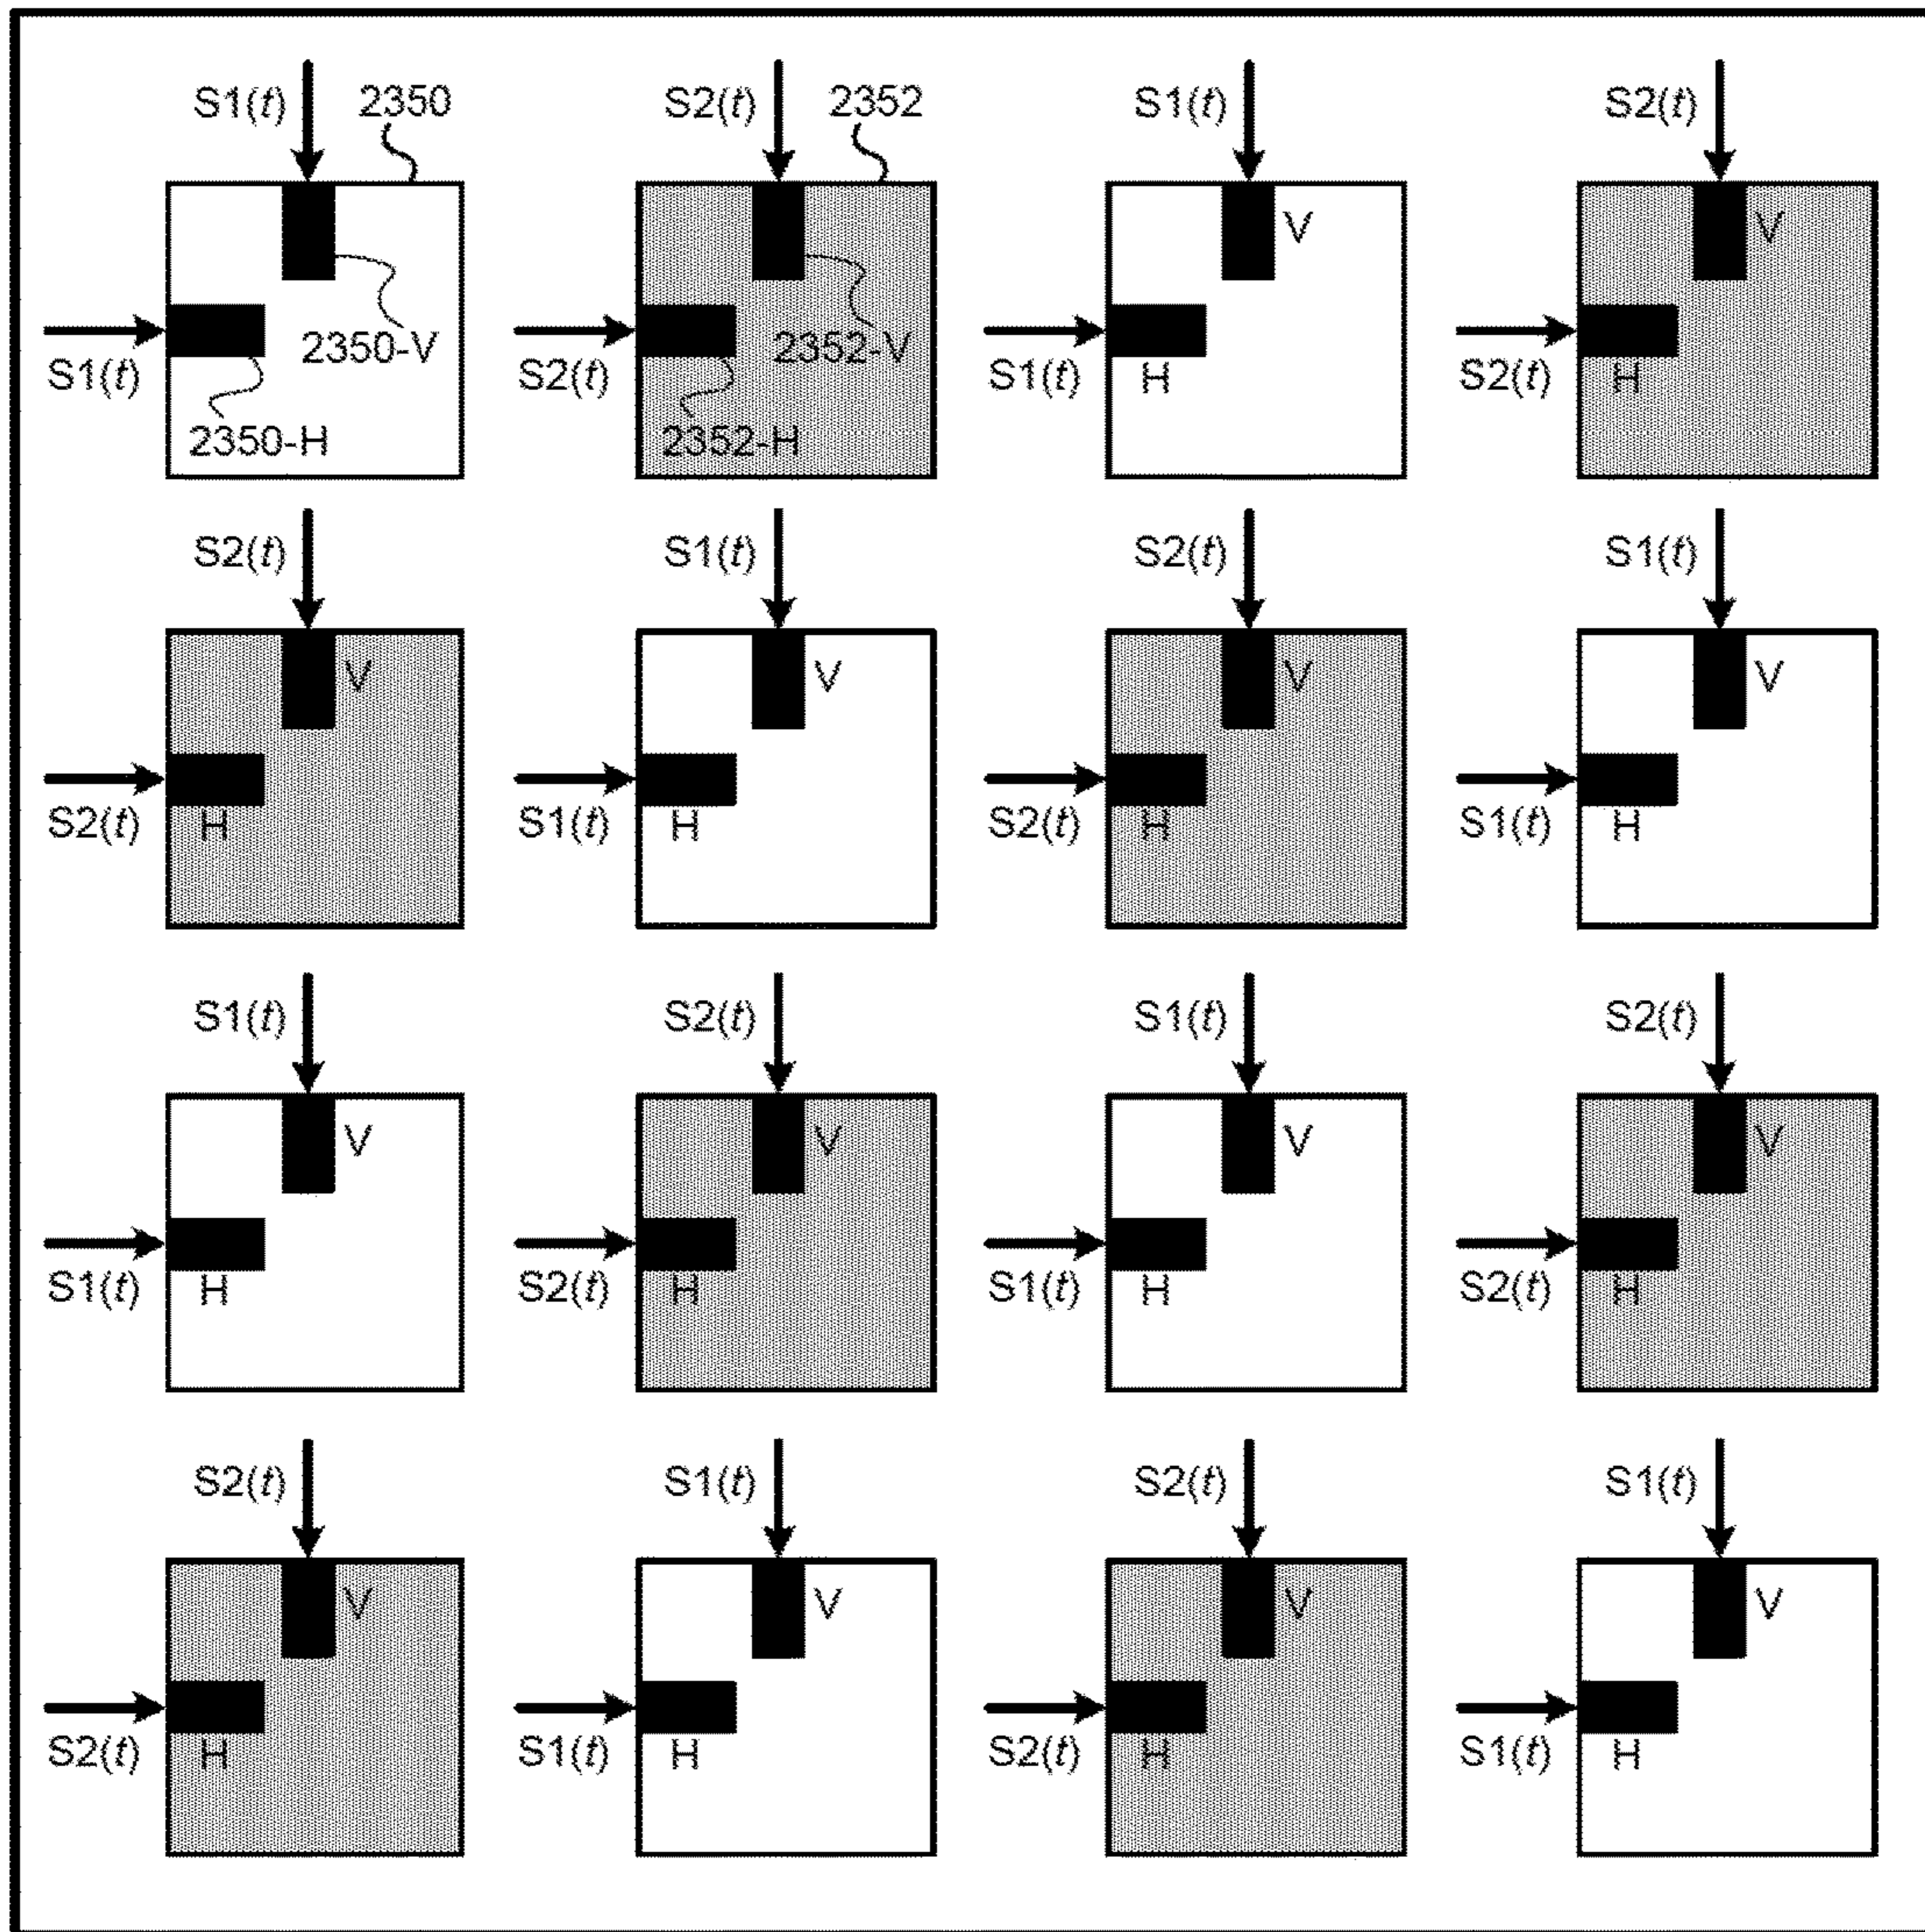 S1(t) 2350 S2(t) 2352 S1(t) S2(t)
V V
2350-V 2352-V
S1(t) S2(t) S1(t) H S2(t) H
2350-H 2352-H
S2(t) S1(t) S2(t) S1(t)
V V V V
S2(t) H S1(t) H S2(t) H S1(t) H
S1(t) S2(t) S1(t) S2(t)
V V V V
S1(t) H S2(t) H S1(t) H S2(t) H
S2(t) S1(t) S2(t) S1(t)
V V V V
S2(t) H S1(t) H S2(t) H S1(t) H